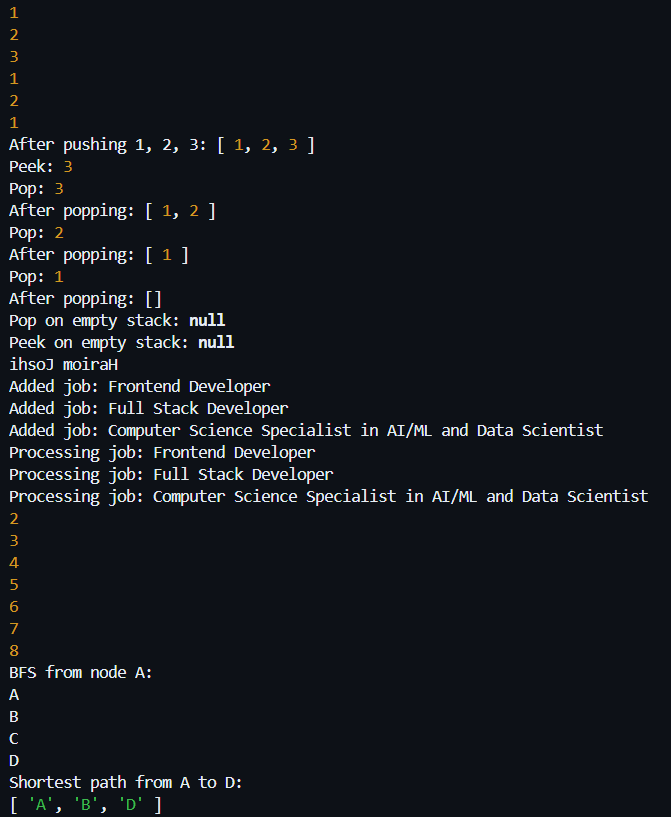 1
2
3
1
2
1
After pushing 1, 2, 3: [ 1, 2, 3 ]
Peek: 3
Pop: 3
After popping: [ 1, 2 ]
Pop: 2
After popping: [ 1 ]
Pop: 1
After popping: []
Pop on empty stack: null
Peek on empty stack: null
ihsoJ moiraH
Added job: Frontend Developer
Added job: Full Stack Developer
Added job: Computer Science Specialist in AI/ML and Data Scientist
Processing job: Frontend Developer
Processing job: Full Stack Developer
Processing job: Computer Science Specialist in AI/ML and Data Scientist
2
3
4
5
6
7
8
BFS from node A:
A
B
C
D
Shortest path from A to D:
[ 'A', 'B', 'D' ]